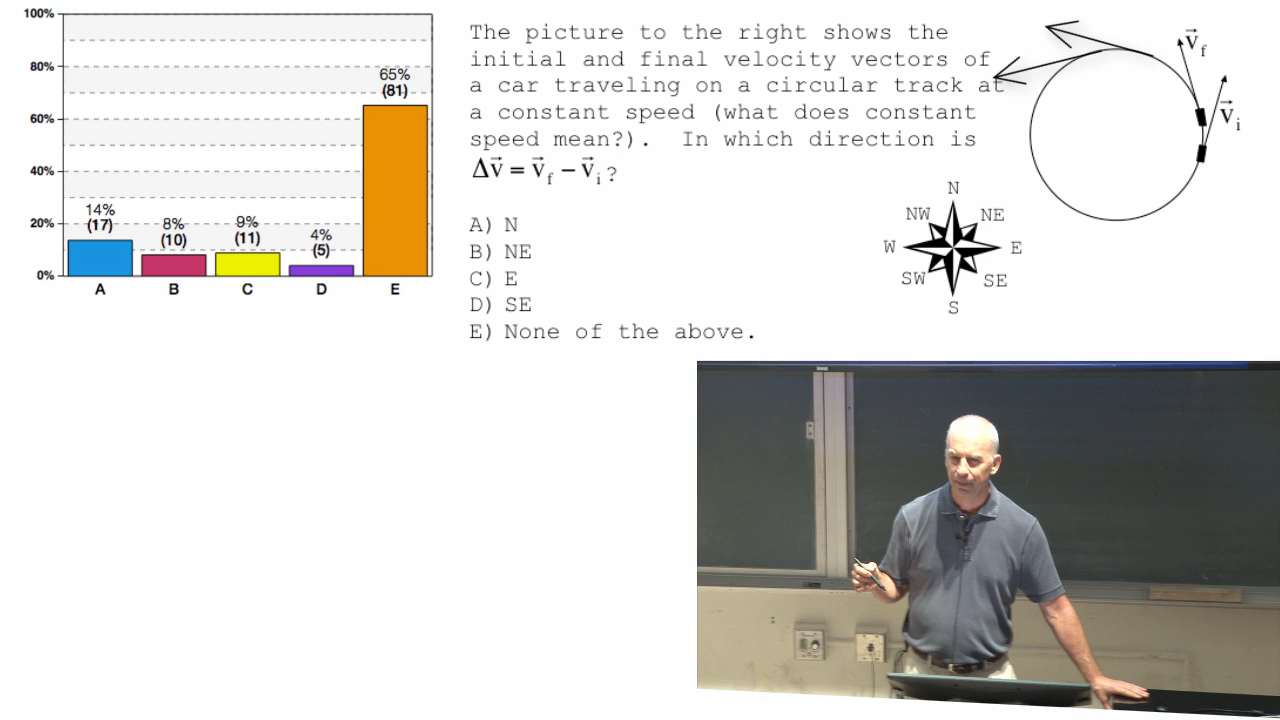 100%
80%
60%
40%
20%
0%
14%
(17)
8%
(10)
9%
(11)
4%
(5)
65%
(81)
A B C D E
The picture to the right shows the
initial and final velocity vectors of
a car traveling on a circular track at
a constant speed (what does constant
speed mean?). In which direction is
Δv⃗ = v⃗f − v⃗i ?
A) N
B) NE
C) E
D) SE
E) None of the above.
v⃗f
v⃗i
N
NW NE
W E
SW SE
S